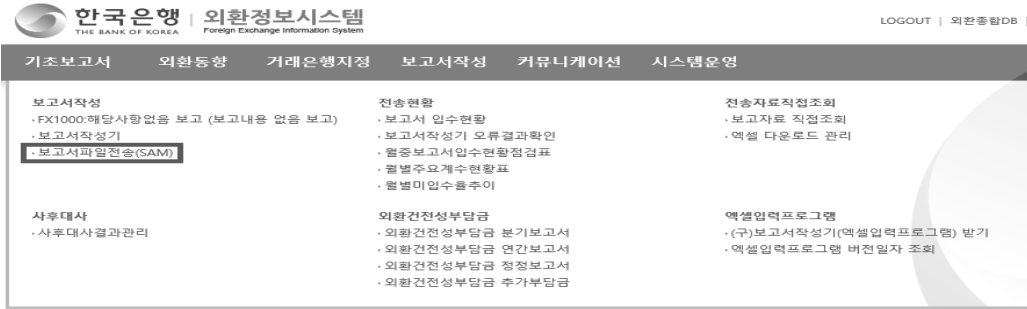 한국은행 | 외환정보시스템
THE BANK OF KOREA Foreign Exchange Information System
LOGOUT | 외환종합DB |
기초보고서 외환동향 거래은행지정 보고서작성 커뮤니케이션 시스템운영
보고서작성
·FX1000:해당사항없음 보고 (보고내용 없음 보고)
·보고서작성기
·보고서파일전송(SAM)
전송현황
·보고서 입수현황
·보고서작성기 오류결과확인
·월중보고서입수현황점검표
·월별주요계수현황표
·월별미입수율추이
전송자료직접조회
·보고자료 직접조회
·엑셀 다운로드 관리
사후대사
·사후대사결과관리
외환건전성부담금
·외환건전성부담금 분기보고서
·외환건전성부담금 연간보고서
·외환건전성부담금 정정보고서
·외환건전성부담금 추가부담금
엑셀입력프로그램
·(구)보고서작성기(엑셀입력프로그램) 받기
·엑셀입력프로그램 버전일자 조회